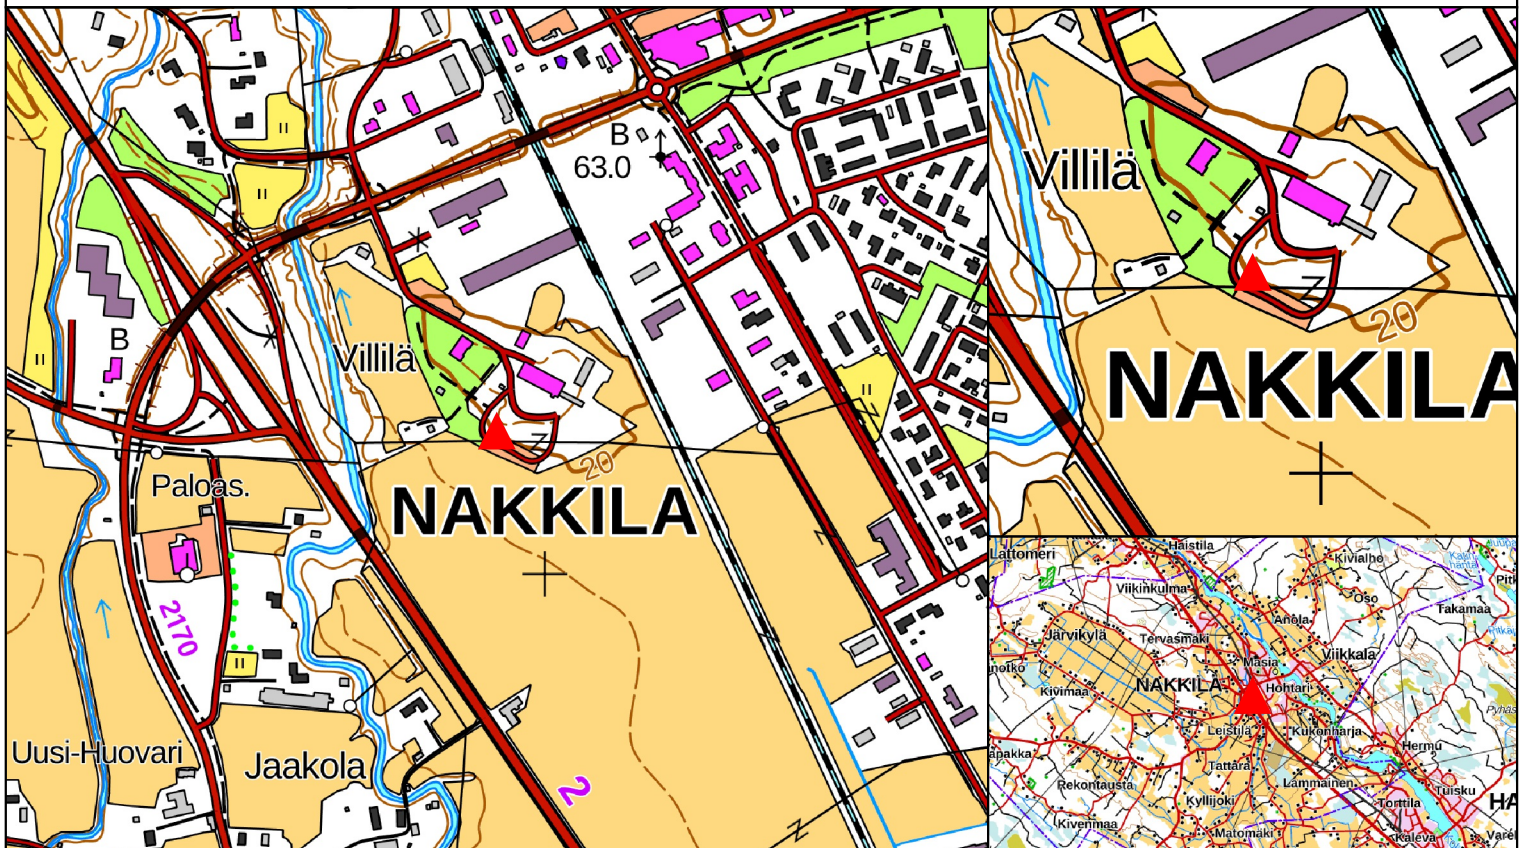 B
63.0
Villilä
B
20
NAKKILA
Paloas.
2170
Uusi-Huovari
Jaakola
2
Villilä
20
NAKKILA
Lattomeri
Haistila
Kivialho
Viikinkulma
Oso
Takamaa
Anola
Järvikylä
Tervasmäki
Viikkala
Masia
NAKKILA
Hohtari
Kivimaa
Leistilä
Kukonharja
Hermu
Tattara
Lammainen
Rekontausta
Tuisku
Kyllijoki
Torttila
HA
Kivenmaa
Matomäki
Kaleva